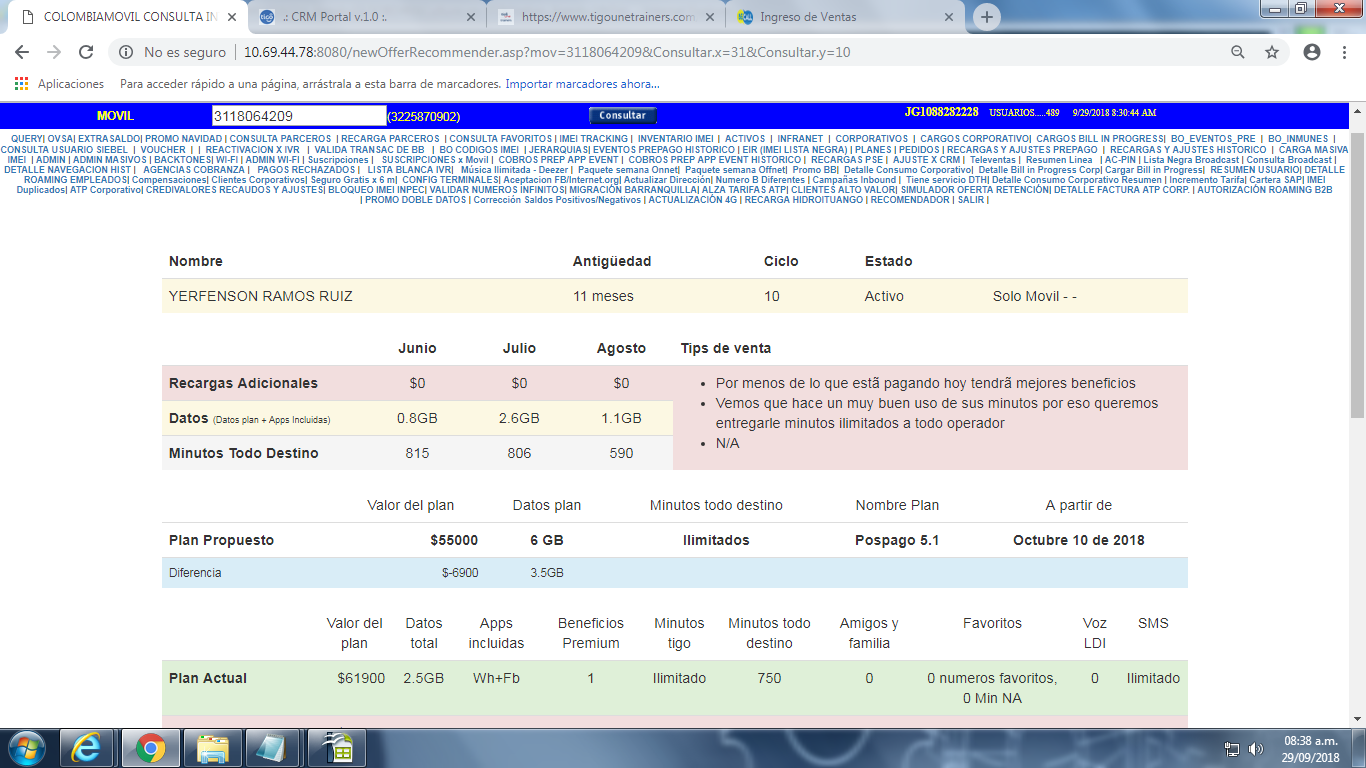 COLOMBIAMOVIL CONSULTA IN
.: CRM Portal v.1.0 :.
https://www.tigounetrainers.com
Ingreso de Ventas
No es seguro | 10.69.44.78:8080/newOfferRecommender.asp?mov=3118064209&Consultar.x=31&Consultar.y=10
Aplicaciones Para acceder rápido a una página, arrástrala a esta barra de marcadores. Importar marcadores ahora...
MOVIL 3118064209 (3225870902) Consultar JG1088282228 USUARIOS.....489 9/29/2018 8:30:44 AM
QUERY| OVSA| EXTRASALDO| PROMO NAVIDAD | CONSULTA PARCEROS | RECARGA PARCEROS | CONSULTA FAVORITOS | IMEI TRACKING | INVENTARIO IMEI | ACTIVOS | INFRANET | CORPORATIVOS | CARGOS CORPORATIVO| CARGOS BILL IN PROGRESS| BO_EVENTOS_PRE | BO_INMUNES |
CONSULTA USUARIO SIEBEL | VOUCHER | | REACTIVACION X IVR | VALIDA TRANSAC DE BB | BO CODIGOS IMEI | JERARQUIAS| EVENTOS PREPAGO HISTORICO | EIR (IMEI LISTA NEGRA) | PLANES | PEDIDOS | RECARGAS Y AJUSTES PREPAGO | RECARGAS Y AJUSTES HISTORICO | CARGA MASIVA
IMEI | ADMIN | ADMIN MASIVOS | BACKTONES| WI-FI | ADMIN WI-FI | Suscripciones | SUSCRIPCIONES x Movil | COBROS PREP APP EVENT | COBROS PREP APP EVENT HISTORICO | RECARGAS PSE | AJUSTE X CRM | Televentas | Resumen Linea | AC-PIN | Lista Negra Broadcast | Consulta Broadcast |
DETALLE NAVEGACION HIST | AGENCIAS COBRANZA | PAGOS RECHAZADOS | LISTA BLANCA IVR| Música Ilimitada - Deezer | Paquete semana Onnet| Paquete semana Offnet| Promo BB| Detalle Consumo Corporativo| Detalle Bill in Progress Corp| Cargar Bill in Progress| RESUMEN USUARIO| DETALLE
ROAMING EMPLEADOS| Compensaciones| Clientes Corporativos| Seguro Gratis x 6 m| CONFIG TERMINALES| Aceptacion FB/Internet.org| Actualizar Dirección| Numero B Diferentes | Campañas Inbound | Tiene servicio DTH| Detalle Consumo Corporativo Resumen | Incremento Tarifa| Cartera SAP| IMEI
Duplicados| ATP Corporativo| CREDIVALORES RECAUDOS Y AJUSTES| BLOQUEO IMEI INPEC| VALIDAR NUMEROS INFINITOS| MIGRACIÓN BARRANQUILLA| ALZA TARIFAS ATP| CLIENTES ALTO VALOR| SIMULADOR OFERTA RETENCIÓN| DETALLE FACTURA ATP CORP. | AUTORIZACIÓN ROAMING B2B
| PROMO DOBLE DATOS | Corrección Saldos Positivos/Negativos | ACTUALIZACIÓN 4G | RECARGA HIDROITUANGO | RECOMENDADOR | SALIR |
Nombre Antigüedad Ciclo Estado
YERFENSON RAMOS RUIZ 11 meses 10 Activo Solo Movil - -
Junio Julio Agosto Tips de venta
Recargas Adicionales $0 $0 $0
• Por menos de lo que estã pagando hoy tendrã mejores beneficios
• Vemos que hace un muy buen uso de sus minutos por eso queremos
entregarle minutos ilimitados a todo operador
• N/A
Datos (Datos plan + Apps Incluidas) 0.8GB 2.6GB 1.1GB
Minutos Todo Destino 815 806 590
Valor del plan Datos plan Minutos todo destino Nombre Plan A partir de
Plan Propuesto $55000 6 GB Ilimitados Pospago 5.1 Octubre 10 de 2018
Diferencia $-6900 3.5GB
Valor del Datos Apps Beneficios Minutos Minutos todo Amigos y Favoritos Voz SMS
plan total incluidas Premium tigo destino familia LDI
Plan Actual $61900 2.5GB Wh+Fb 1 Ilimitado 750 0 0 numeros favoritos, 0 Ilimitado
0 Min NA
08:38 a.m.
29/09/2018